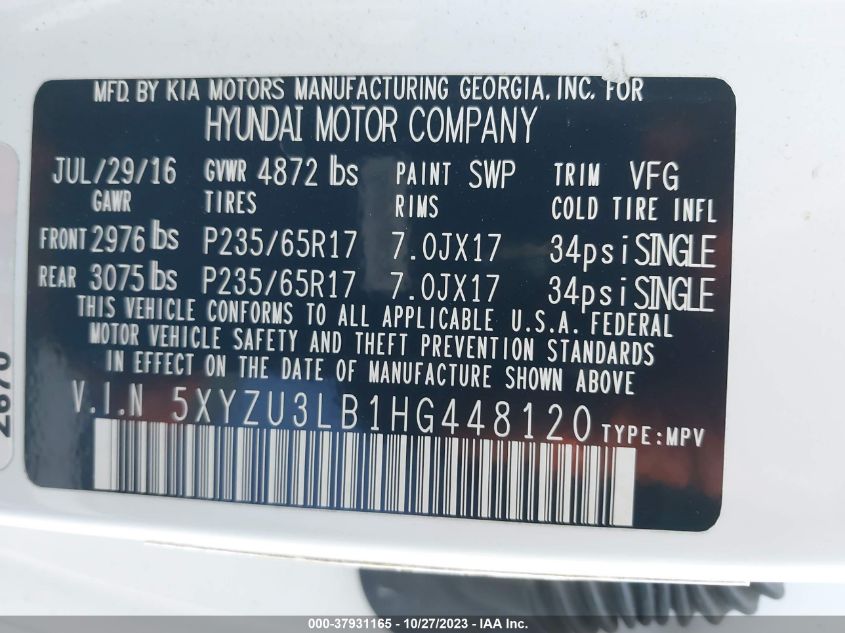 MFD. BY KIA MOTORS MANUFACTURING GEORGIA, INC. FOR
HYUNDAI MOTOR COMPANY
JUL/29/16 GVWR 4872 lbs PAINT SWP TRIM VFG
GAWR TIRES RIMS COLD TIRE INFL
FRONT 2976 lbs P235/65R17 7.0JX17 34psi SINGLE
REAR 3075 lbs P235/65R17 7.0JX17 34psi SINGLE
THIS VEHICLE CONFORMS TO ALL APPLICABLE U.S.A. FEDERAL
MOTOR VEHICLE SAFETY AND THEFT PREVENTION STANDARDS
IN EFFECT ON THE DATE OF MANUFACTURE SHOWN ABOVE
V.I.N 5XYZU3LB1HG448120 TYPE:MPV
000-37931165 - 10/27/2023 - IAA Inc.